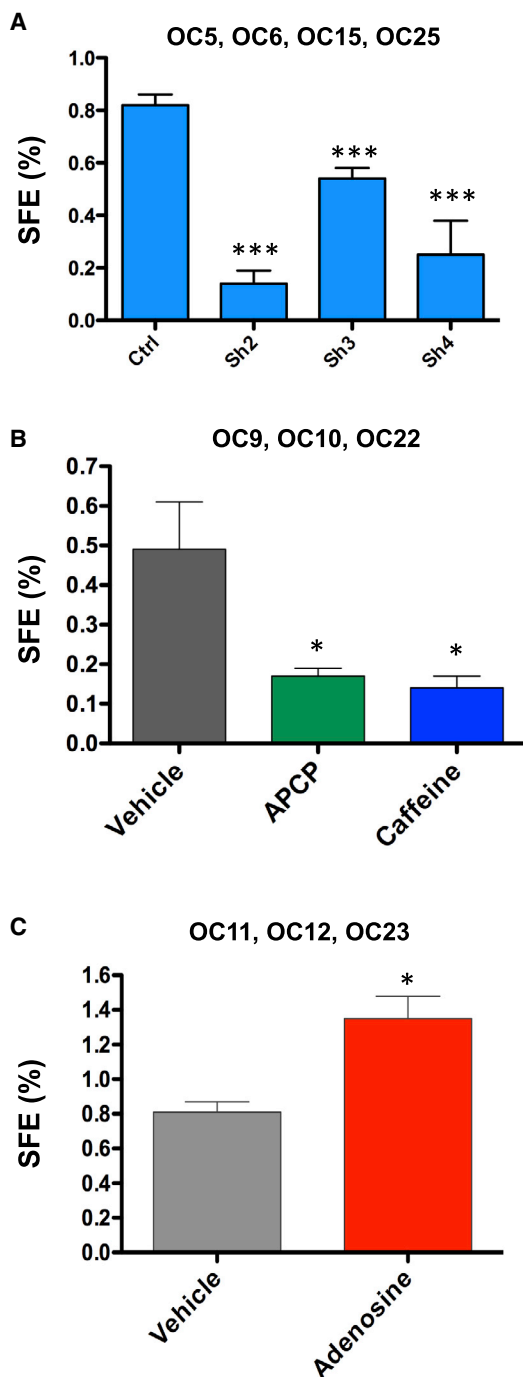 A
OC5, OC6, OC15, OC25
SFE (%)
1.0
0.8
0.6
0.4
0.2
0.0
***
***
***
Ctrl
Sh2
Sh3
Sh4
B
OC9, OC10, OC22
SFE (%)
0.7
0.6
0.5
0.4
0.3
0.2
0.1
0.0
*
*
Vehicle
APCP
Caffeine
C
OC11, OC12, OC23
SFE (%)
1.6
1.4
1.2
1.0
0.8
0.6
0.4
0.2
0.0
*
Vehicle
Adenosine